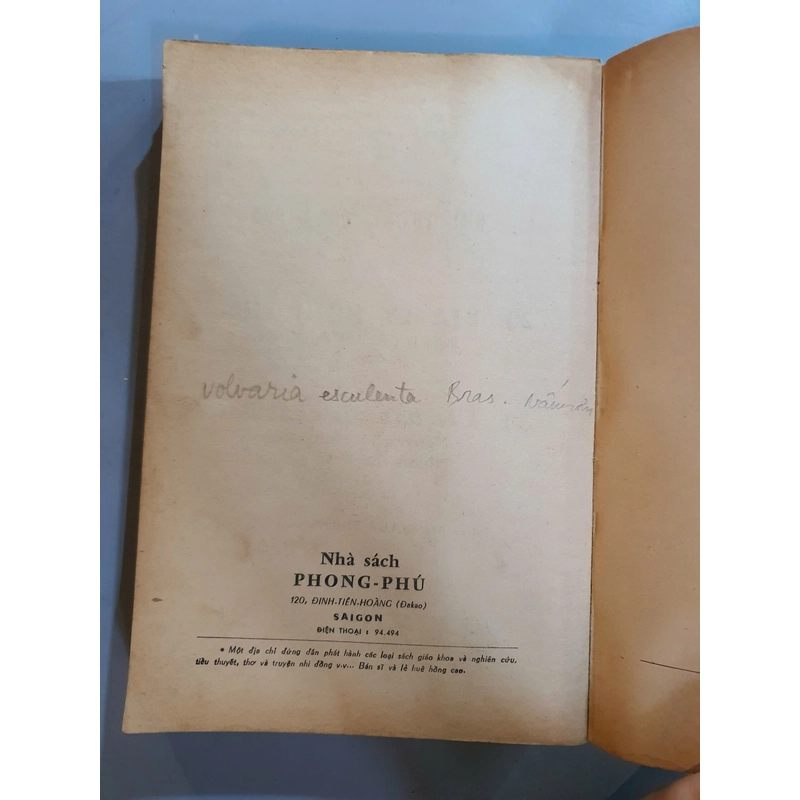 volvaria esculenta Bras.
Nhà sách
PHONG-PHÚ
120, ĐINH-TIÊN-HOÀNG (Đakao)
SAIGON
ĐIỆN THOẠI : 94.494
● Một địa chỉ đứng đắn phát hành các loại sách giáo khoa và nghiên cứu,
tiểu thuyết, thơ và truyện nhi đồng v.v... Bán sỉ và lẻ huê hồng cao.